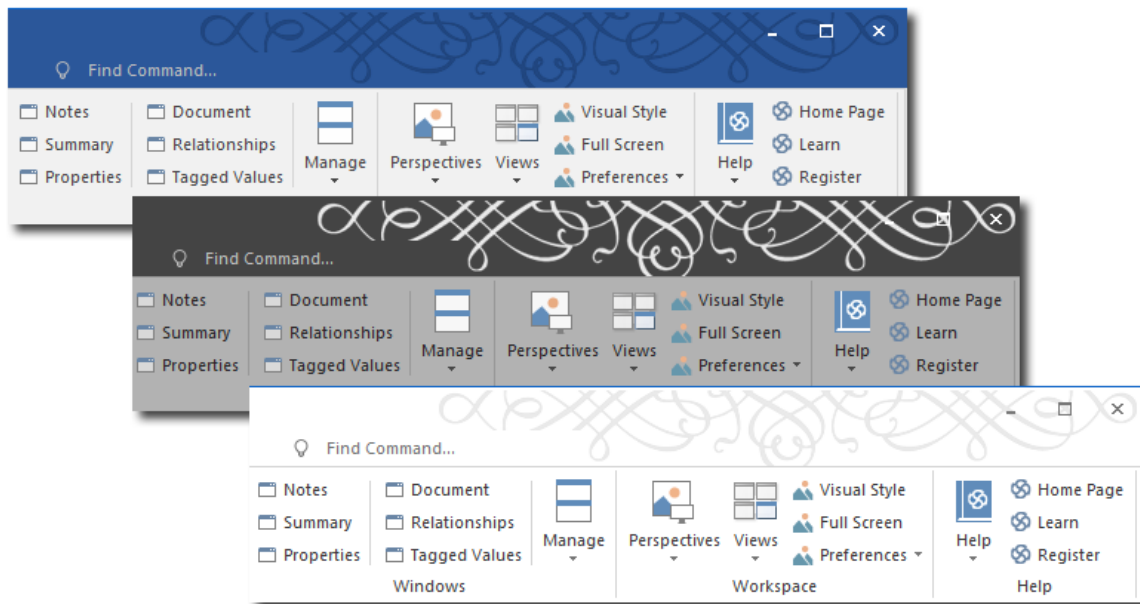 Find Command...
Notes Document Visual Style Home Page
Summary Relationships Manage Perspectives Views Full Screen Help Learn
Properties Tagged Values Preferences Register
Find Command...
Notes Document Visual Style Home Page
Summary Relationships Manage Perspectives Views Full Screen Help Learn
Properties Tagged Values Preferences Register
Find Command...
Notes Document Visual Style Home Page
Summary Relationships Manage Perspectives Views Full Screen Help Learn
Properties Tagged Values Preferences Register
Windows Workspace Help